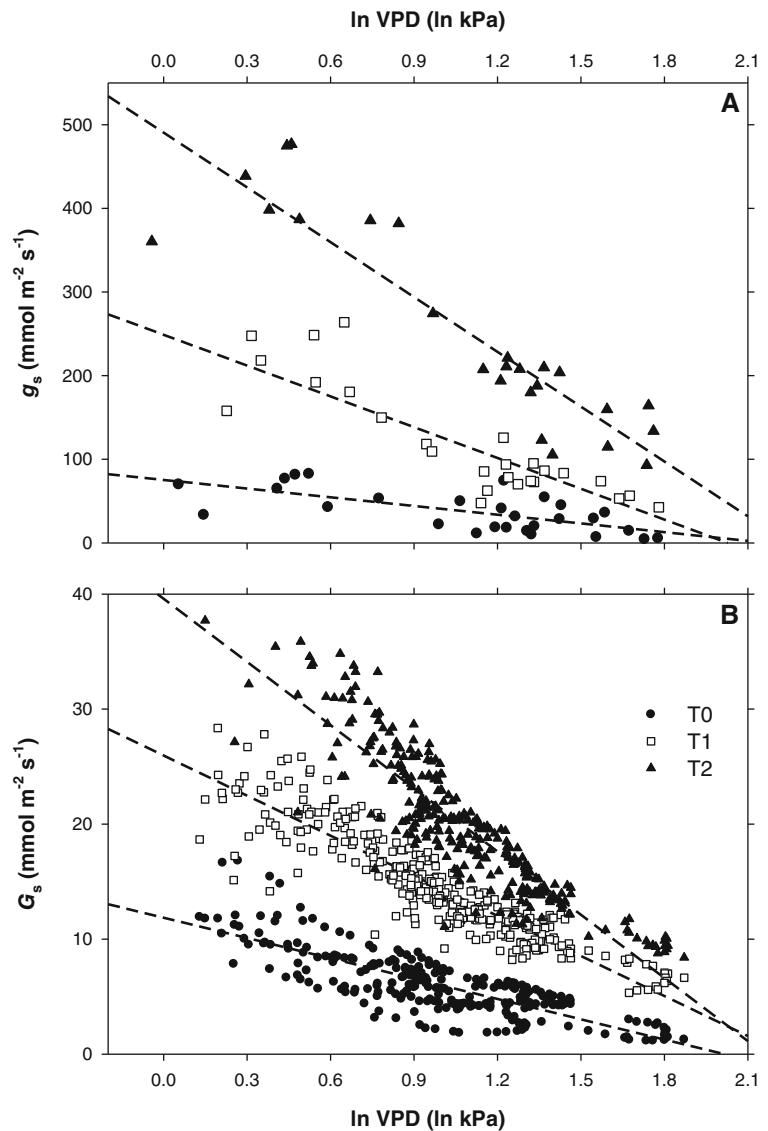 ln VPD (ln kPa)
0.0 0.3 0.6 0.9 1.2 1.5 1.8 2.1
A
500
400
300
200
100
0
gs (mmol m-2 s-1)
B
40
30
20
10
0
Gs (mmol m-2 s-1)
T0
T1
T2
0.0 0.3 0.6 0.9 1.2 1.5 1.8 2.1
ln VPD (ln kPa)